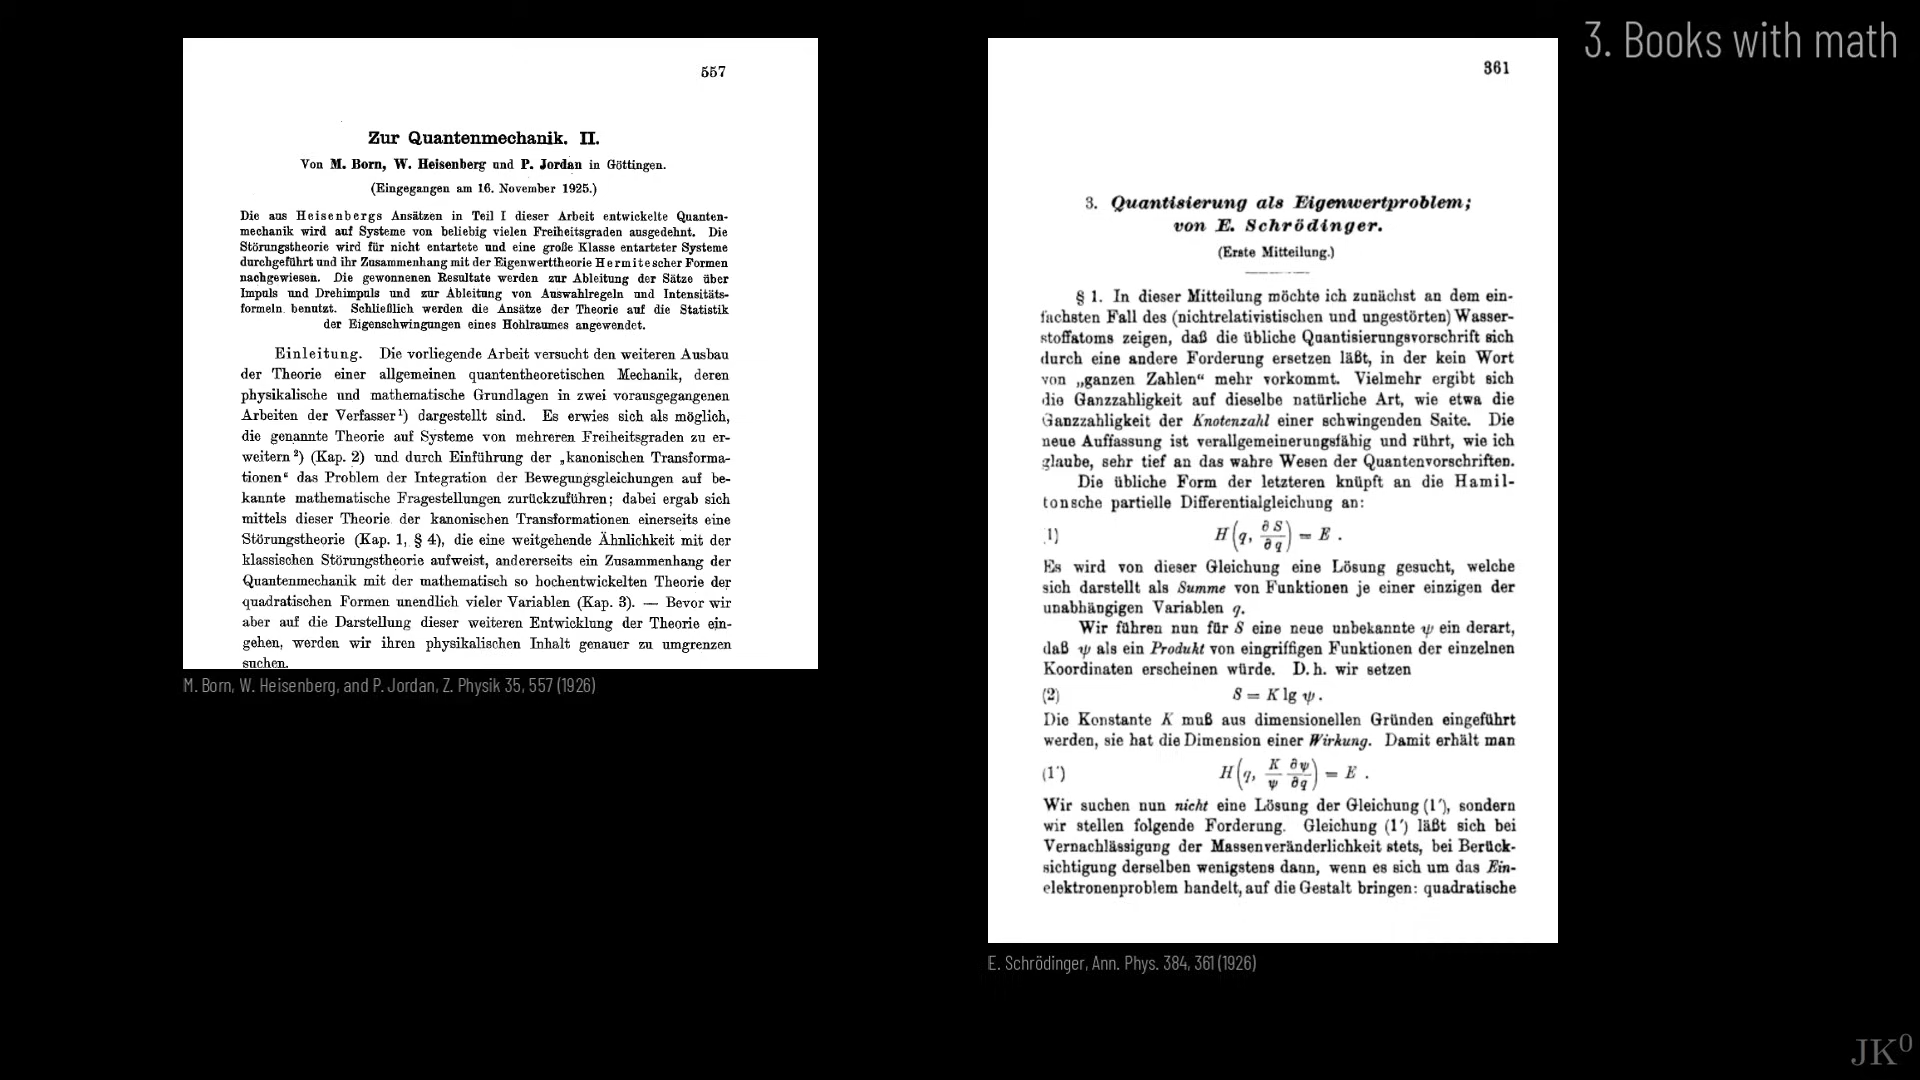 3. Books with math
557
Zur Quantenmechanik. II.
Von M. Born, W. Heisenberg und P. Jordan in Göttingen.
(Eingegangen am 16. November 1925.)
Die aus Heisenbergs Ansätzen in Teil I dieser Arbeit entwickelte Quanten-
mechanik wird auf Systeme von beliebig vielen Freiheitsgraden ausgedehnt. Die
Störungstheorie wird für nicht entartete und eine große Klasse entarteter Systeme
durchgeführt und ihr Zusammenhang mit der Eigenwerttheorie Hermitescher Formen
nachgewiesen. Die gewonnenen Resultate werden zur Ableitung der Sätze über
Impuls und Drehimpuls und zur Ableitung von Auswahlregeln und Intensitäts-
formeln benutzt. Schließlich werden die Ansätze der Theorie auf die Statistik
der Eigenschwingungen eines Hohlraumes angewendet.
Einleitung. Die vorliegende Arbeit versucht den weiteren Ausbau
der Theorie einer allgemeinen quantentheoretischen Mechanik, deren
physikalische und mathematische Grundlagen in zwei vorausgegangenen
Arbeiten der Verfasser¹) dargestellt sind. Es erwies sich als möglich,
die genannte Theorie auf Systeme von mehreren Freiheitsgraden zu er-
weitern²) (Kap. 2) und durch Einführung der „kanonischen Transforma-
tionen“ das Problem der Integration der Bewegungsgleichungen auf be-
kannte mathematische Fragestellungen zurückzuführen; dabei ergab sich
mittels dieser Theorie der kanonischen Transformationen einerseits eine
Störungstheorie (Kap. 1, § 4), die eine weitgehende Ähnlichkeit mit der
klassischen Störungstheorie aufweist, andererseits ein Zusammenhang der
Quantenmechanik mit der mathematisch so hochentwickelten Theorie der
quadratischen Formen unendlich vieler Variablen (Kap. 3). — Bevor wir
aber auf die Darstellung dieser weiteren Entwicklung der Theorie ein-
gehen, werden wir ihren physikalischen Inhalt genauer zu umgrenzen
suchen.
M. Born, W. Heisenberg, and P. Jordan, Z. Physik 35, 557 (1926)
361
3. Quantisierung als Eigenwertproblem;
von E. Schrödinger.
(Erste Mitteilung.)
§ 1. In dieser Mitteilung möchte ich zunächst an dem ein-
fachsten Fall des (nichtrelativistischen und ungestörten) Wasser-
stoffatoms zeigen, daß die übliche Quantisierungsvorschrift sich
durch eine andere Forderung ersetzen läßt, in der kein Wort
von „ganzen Zahlen“ mehr vorkommt. Vielmehr ergibt sich
die Ganzzahligkeit auf dieselbe natürliche Art, wie etwa die
Ganzzahligkeit der Knotenzahl einer schwingenden Saite. Die
neue Auffassung ist verallgemeinerungsfähig und rührt, wie ich
glaube, sehr tief an das wahre Wesen der Quantenvorschriften.
Die übliche Form der letzteren knüpft an die Hamil-
tonsche partielle Differentialgleichung an:
1) H(q, ∂S/∂q) = E .
Es wird von dieser Gleichung eine Lösung gesucht, welche
sich darstellt als Summe von Funktionen je einer einzigen der
unabhängigen Variablen q.
Wir führen nun für S eine neue unbekannte ψ ein derart,
daß ψ als ein Produkt von eingriffigen Funktionen der einzelnen
Koordinaten erscheinen würde. D.h. wir setzen
(2) S = K lg ψ .
Die Konstante K muß aus dimensionellen Gründen eingeführt
werden, sie hat die Dimension einer Wirkung. Damit erhält man
(1′) H(q, K/ψ ∂ψ/∂q) = E .
Wir suchen nun nicht eine Lösung der Gleichung (1′), sondern
wir stellen folgende Forderung. Gleichung (1′) läßt sich bei
Vernachlässigung der Massenveränderlichkeit stets, bei Berück-
sichtigung derselben wenigstens dann, wenn es sich um das Ein-
elektronenproblem handelt, auf die Gestalt bringen: quadratische
E. Schrödinger, Ann. Phys. 384, 361 (1926)
JK⁰